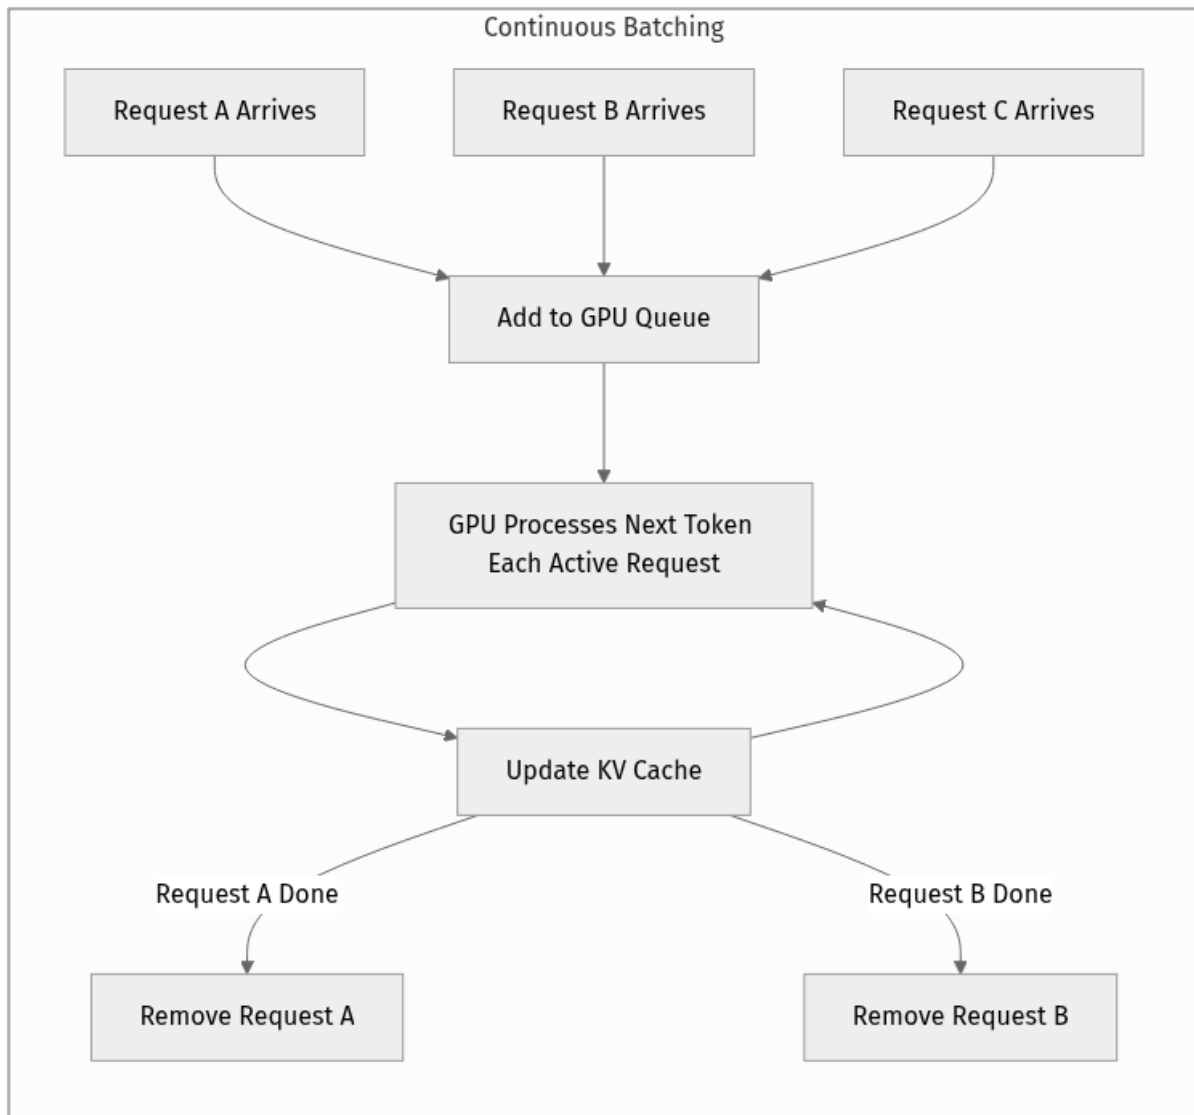 Continuous Batching
Request A Arrives
Request B Arrives
Request C Arrives
Add to GPU Queue
GPU Processes Next Token
Each Active Request
Update KV Cache
Request A Done
Request B Done
Remove Request A
Remove Request B